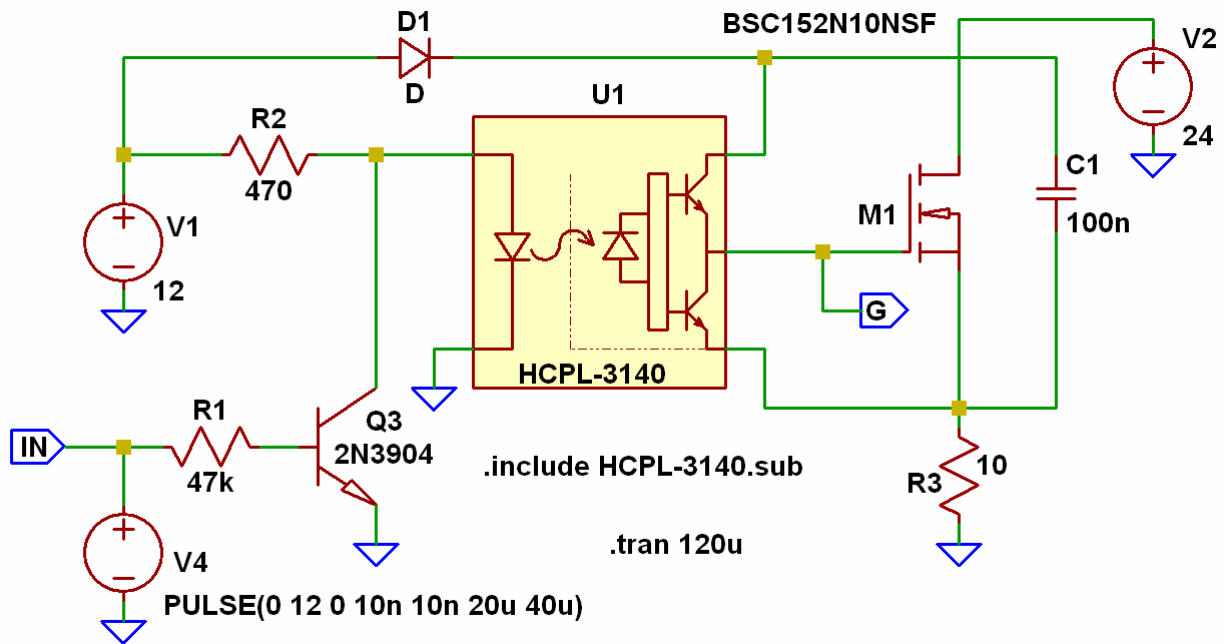 D1
D
BSC152N10NSF
V2
24
U1
R2
470
C1
100n
V1
12
M1
G
HCPL-3140
R1
47k
IN
Q3
2N3904
.include HCPL-3140.sub
R3
10
.tran 120u
V4
PULSE(0 12 0 10n 10n 20u 40u)